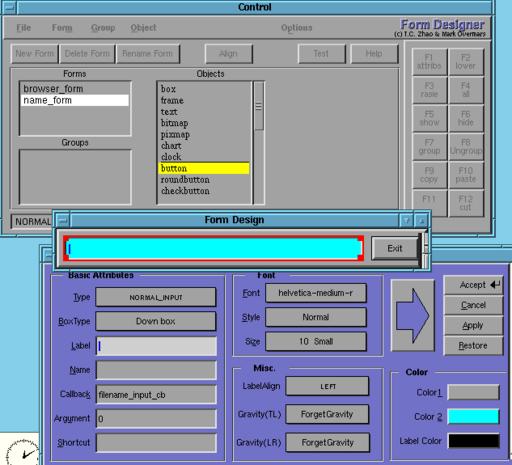 Control
File Form Group Object Options
Form Designer
(c) T.C. Zhao & Mark Overmars
New Form Delete Form Rename Form Align Test Help
Forms
browser_form
name_form
Groups
Objects
box
frame
text
bitmap
pixmap
chart
clock
button
roundbutton
checkbutton
F1 attribs
F2 lower
F3 rasie
F4 all
F5 show
F6 hide
F7 group
F8 Ungroup
F9 copy
F10 paste
F11
F12 cut
NORMAL
Form Design
Exit
Basic Attributes
Type NORMAL_INPUT
BoxType Down box
Label
Name
Callback filename_input_cb
Argument 0
Shortcut
Font
Font helvetica-medium-r
Style Normal
Size 10 Small
Misc.
LabelAlign LEFT
Gravity(TL) ForgetGravity
Gravity(LR) ForgetGravity
Accept
Cancel
Apply
Restore
Color
Color1
Color 2
Label Color